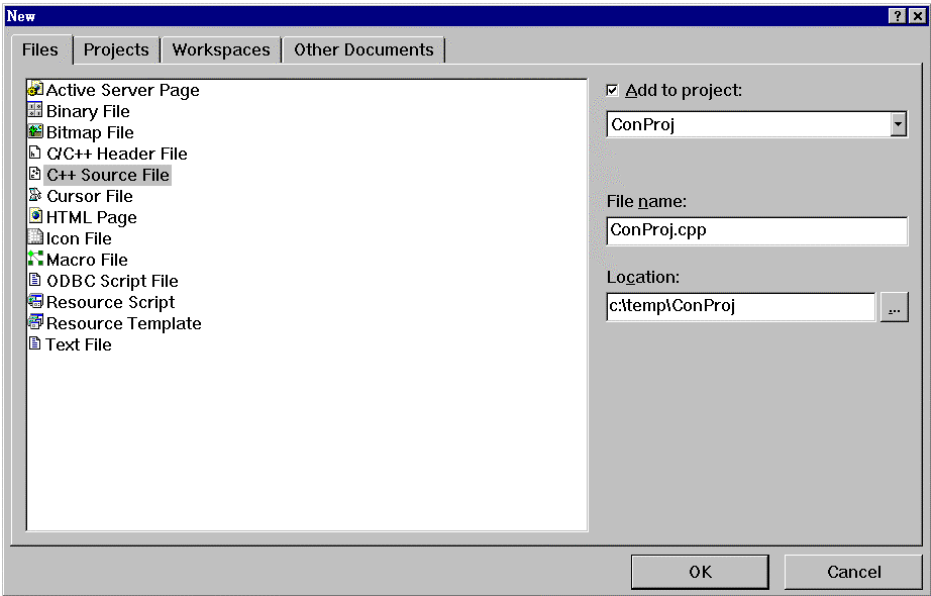 New
Files Projects Workspaces Other Documents
Active Server Page
Binary File
Bitmap File
C/C++ Header File
C++ Source File
Cursor File
HTML Page
Icon File
Macro File
ODBC Script File
Resource Script
Resource Template
Text File
Add to project:
ConProj
File name:
ConProj.cpp
Location:
c:\temp\ConProj
...
OK Cancel